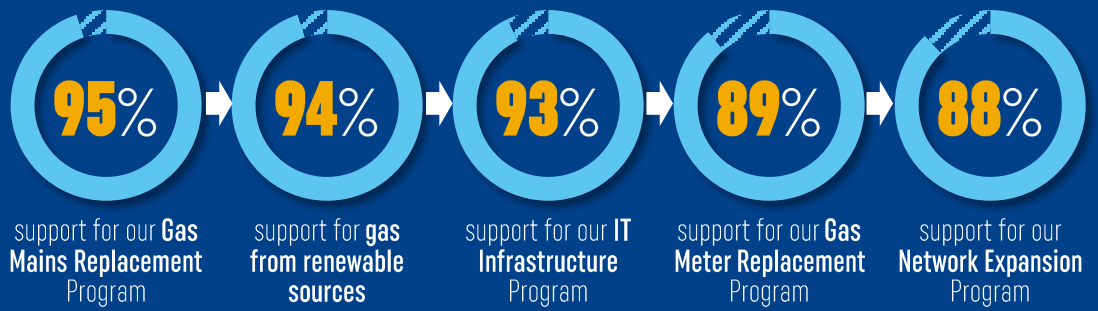 95%
support for our Gas
Mains Replacement
Program
94%
support for gas
from renewable
sources
93%
support for our IT
Infrastructure
Program
89%
support for our Gas
Meter Replacement
Program
88%
support for our
Network Expansion
Program